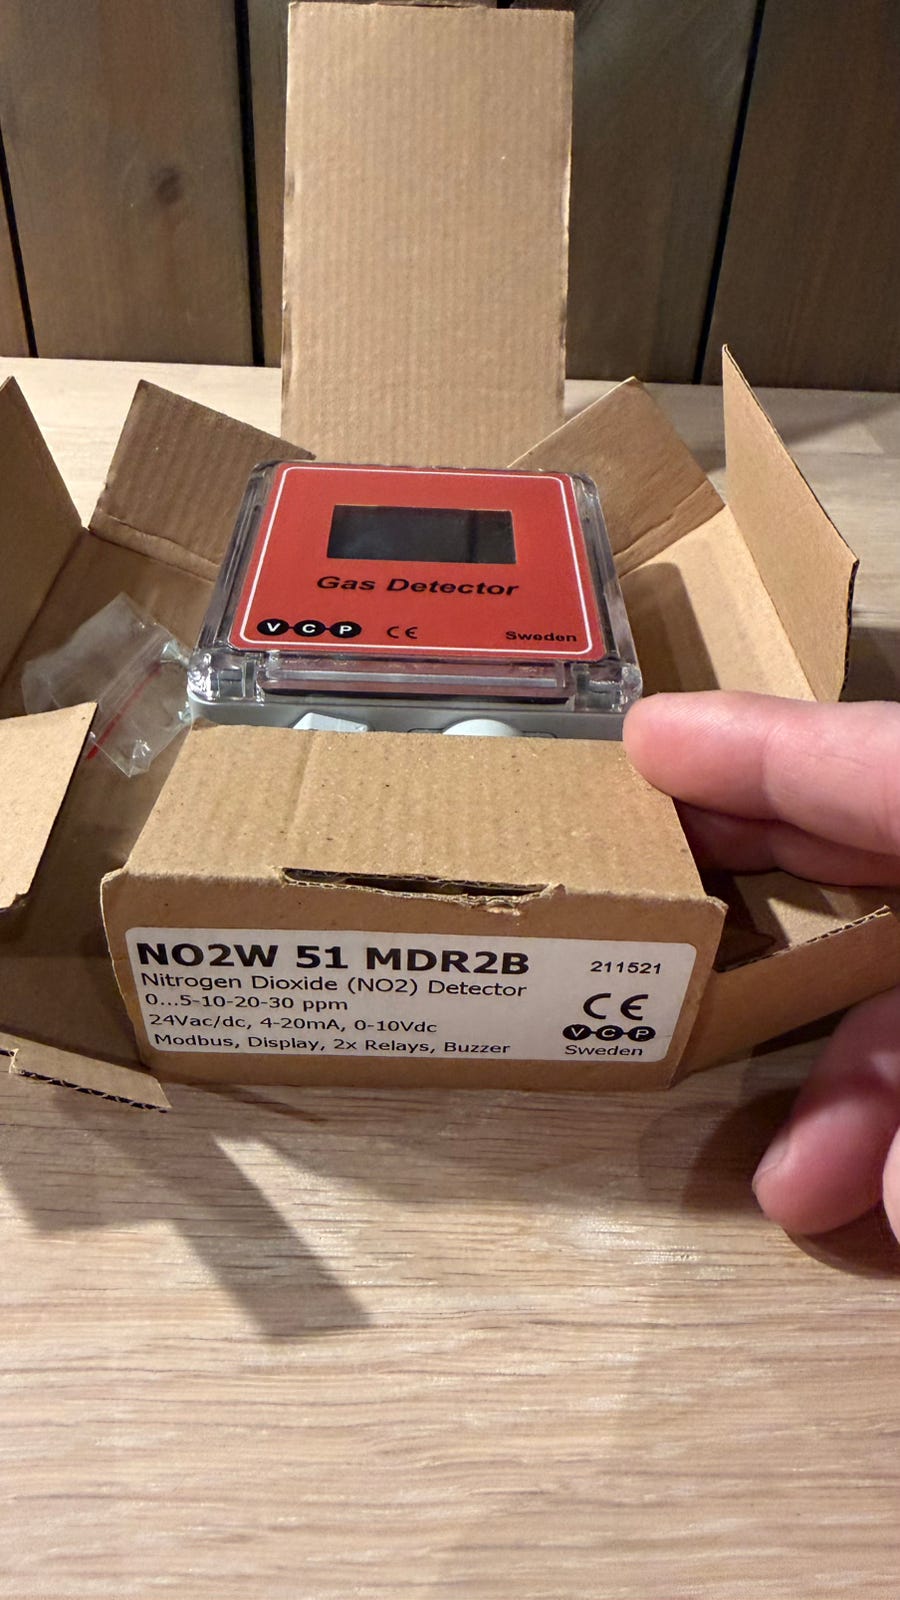 Gas Detector
VCP CE Sweden
NO2W 51 MDR2B 211521
Nitrogen Dioxide (NO2) Detector
0...5-10-20-30 ppm CE
24Vac/dc, 4-20mA, 0-10Vdc VCP
Modbus, Display, 2x Relays, Buzzer Sweden